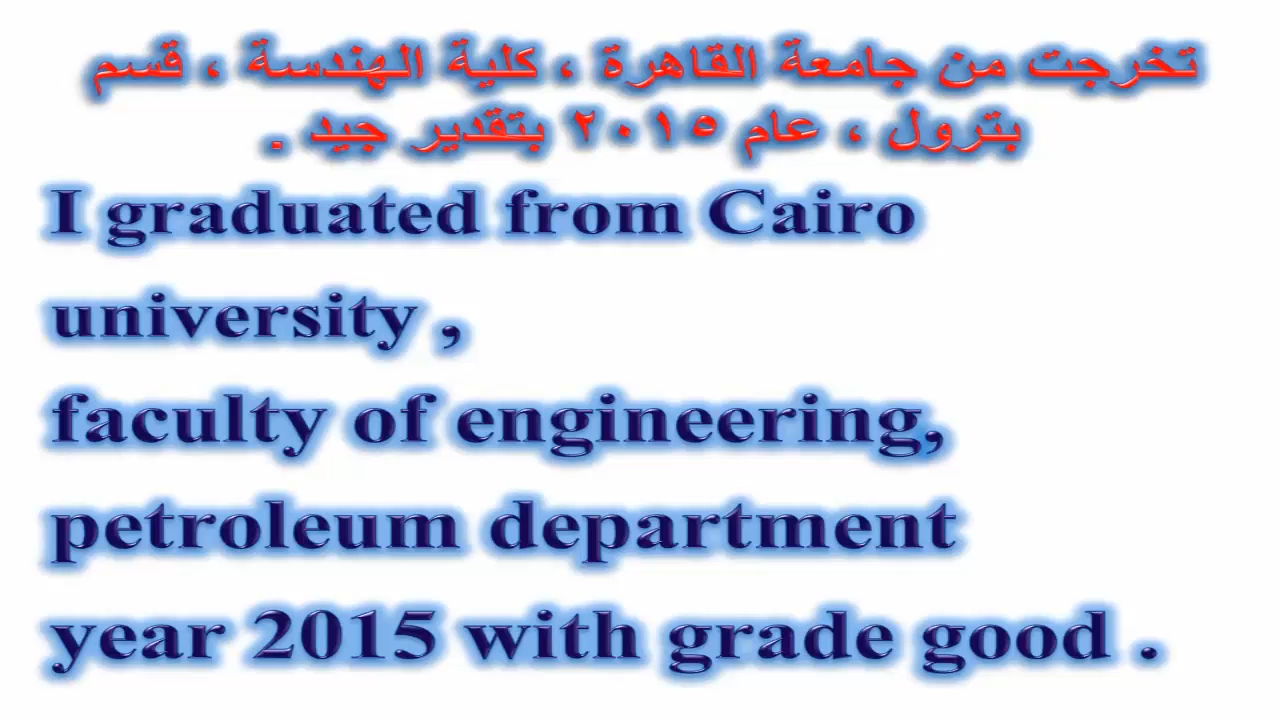 تخرجت من جامعة القاهرة ، كلية الهندسة ، قسم
بترول ، عام ٢٠١٥ بتقدير جيد .
I graduated from Cairo
university ,
faculty of engineering,
petroleum department
year 2015 with grade good .